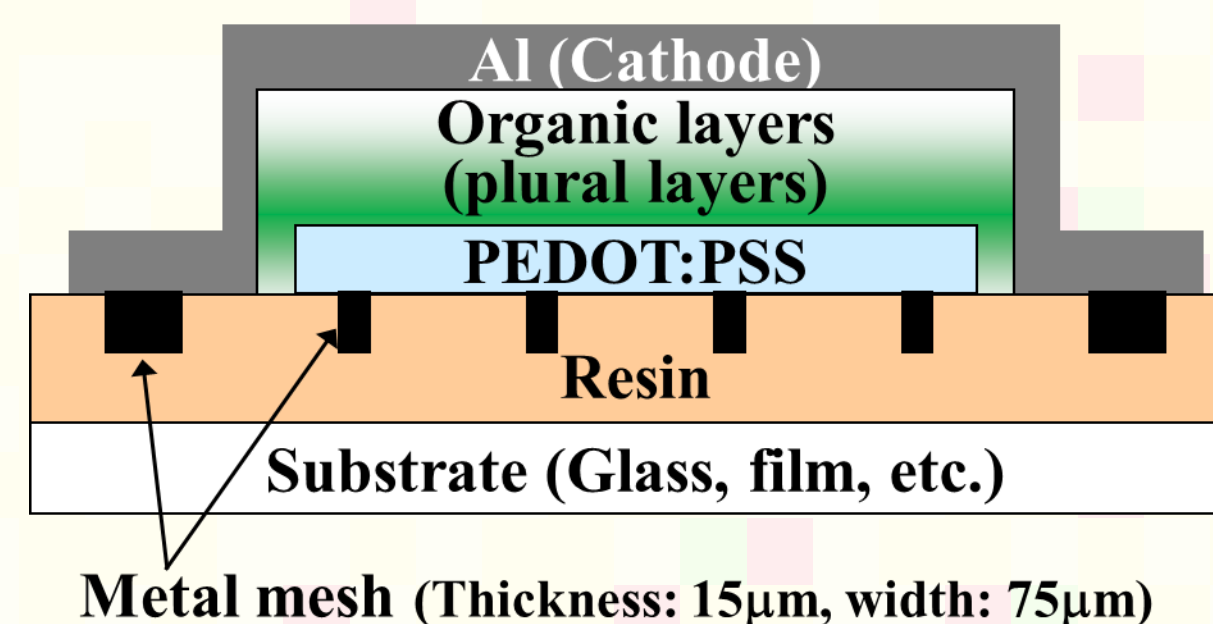 Al (Cathode)
Organic layers
(plural layers)
PEDOT:PSS
Resin
Substrate (Glass, film, etc.)
Metal mesh (Thickness: 15μm, width: 75μm)